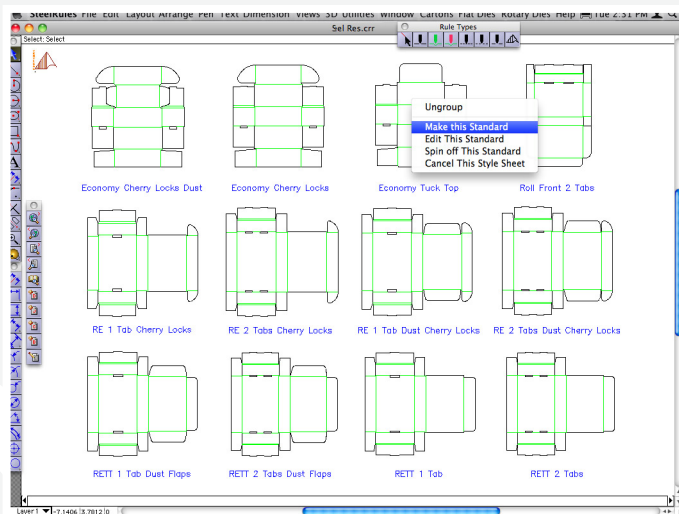 SteelRules File Edit Layout Arrange Pen Text Dimension Views 3D Utilities Window Cartons Flat Dies Rotary Dies Help Tue 2:31 PM
Sel Res.crr
Rule Types
Select: Select
Ungroup
Make this Standard
Edit This Standard
Spin off This Standard
Cancel This Style Sheet
Economy Cherry Locks Dust
Economy Cherry Locks
Economy Tuck Top
Roll Front 2 Tabs
RE 1 Tab Cherry Locks
RE 2 Tabs Cherry Locks
RE 1 Tab Dust Cherry Locks
RE 2 Tabs Dust Cherry Locks
RETT 1 Tab Dust Flaps
RETT 2 Tabs Dust Flaps
RETT 1 Tab
RETT 2 Tabs
Layer 1 -7.1406 3.7812 0